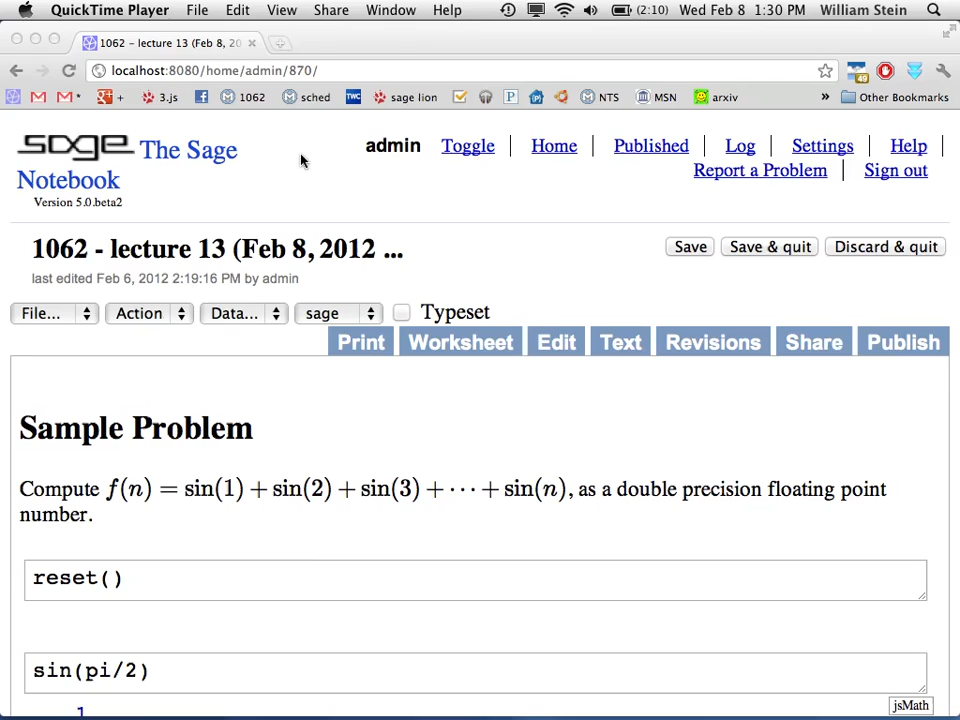 QuickTime Player File Edit View Share Window Help (2:10) Wed Feb 8 1:30 PM William Stein
1062 - lecture 13 (Feb 8, 20
localhost:8080/home/admin/870/
49
+ 3.js 1062 sched TWC sage lion P NTS MSN arxiv » Other Bookmarks
sage The Sage Notebook
Version 5.0.beta2
admin Toggle Home Published Log Settings Help
Report a Problem Sign out
1062 - lecture 13 (Feb 8, 2012 ...
Save Save & quit Discard & quit
last edited Feb 6, 2012 2:19:16 PM by admin
File... Action Data... sage Typeset
Print Worksheet Edit Text Revisions Share Publish
Sample Problem
Compute f(n) = sin(1) + sin(2) + sin(3) + ⋯ + sin(n), as a double precision floating point
number.
reset()
sin(pi/2)
1
jsMath